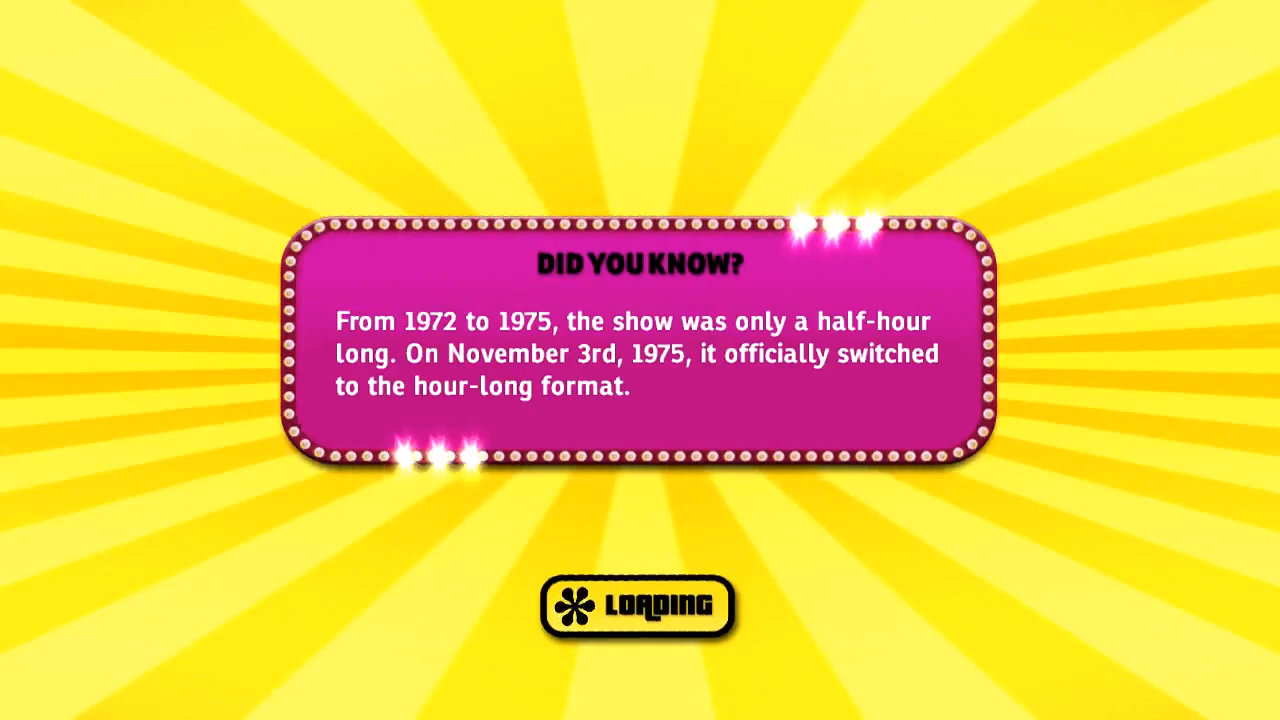 DID YOU KNOW?
From 1972 to 1975, the show was only a half-hour
long. On November 3rd, 1975, it officially switched
to the hour-long format.
LOADING